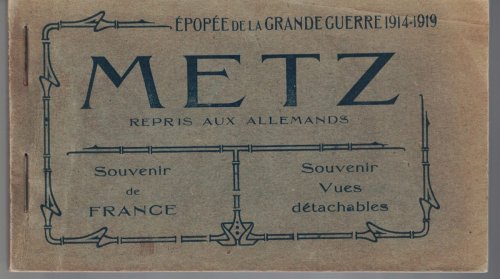 ÉPOPÉE DE LA GRANDE GUERRE 1914-1919
METZ
REPRIS AUX ALLEMANDS
Souvenir
de
FRANCE
Souvenir
Vues
détachables